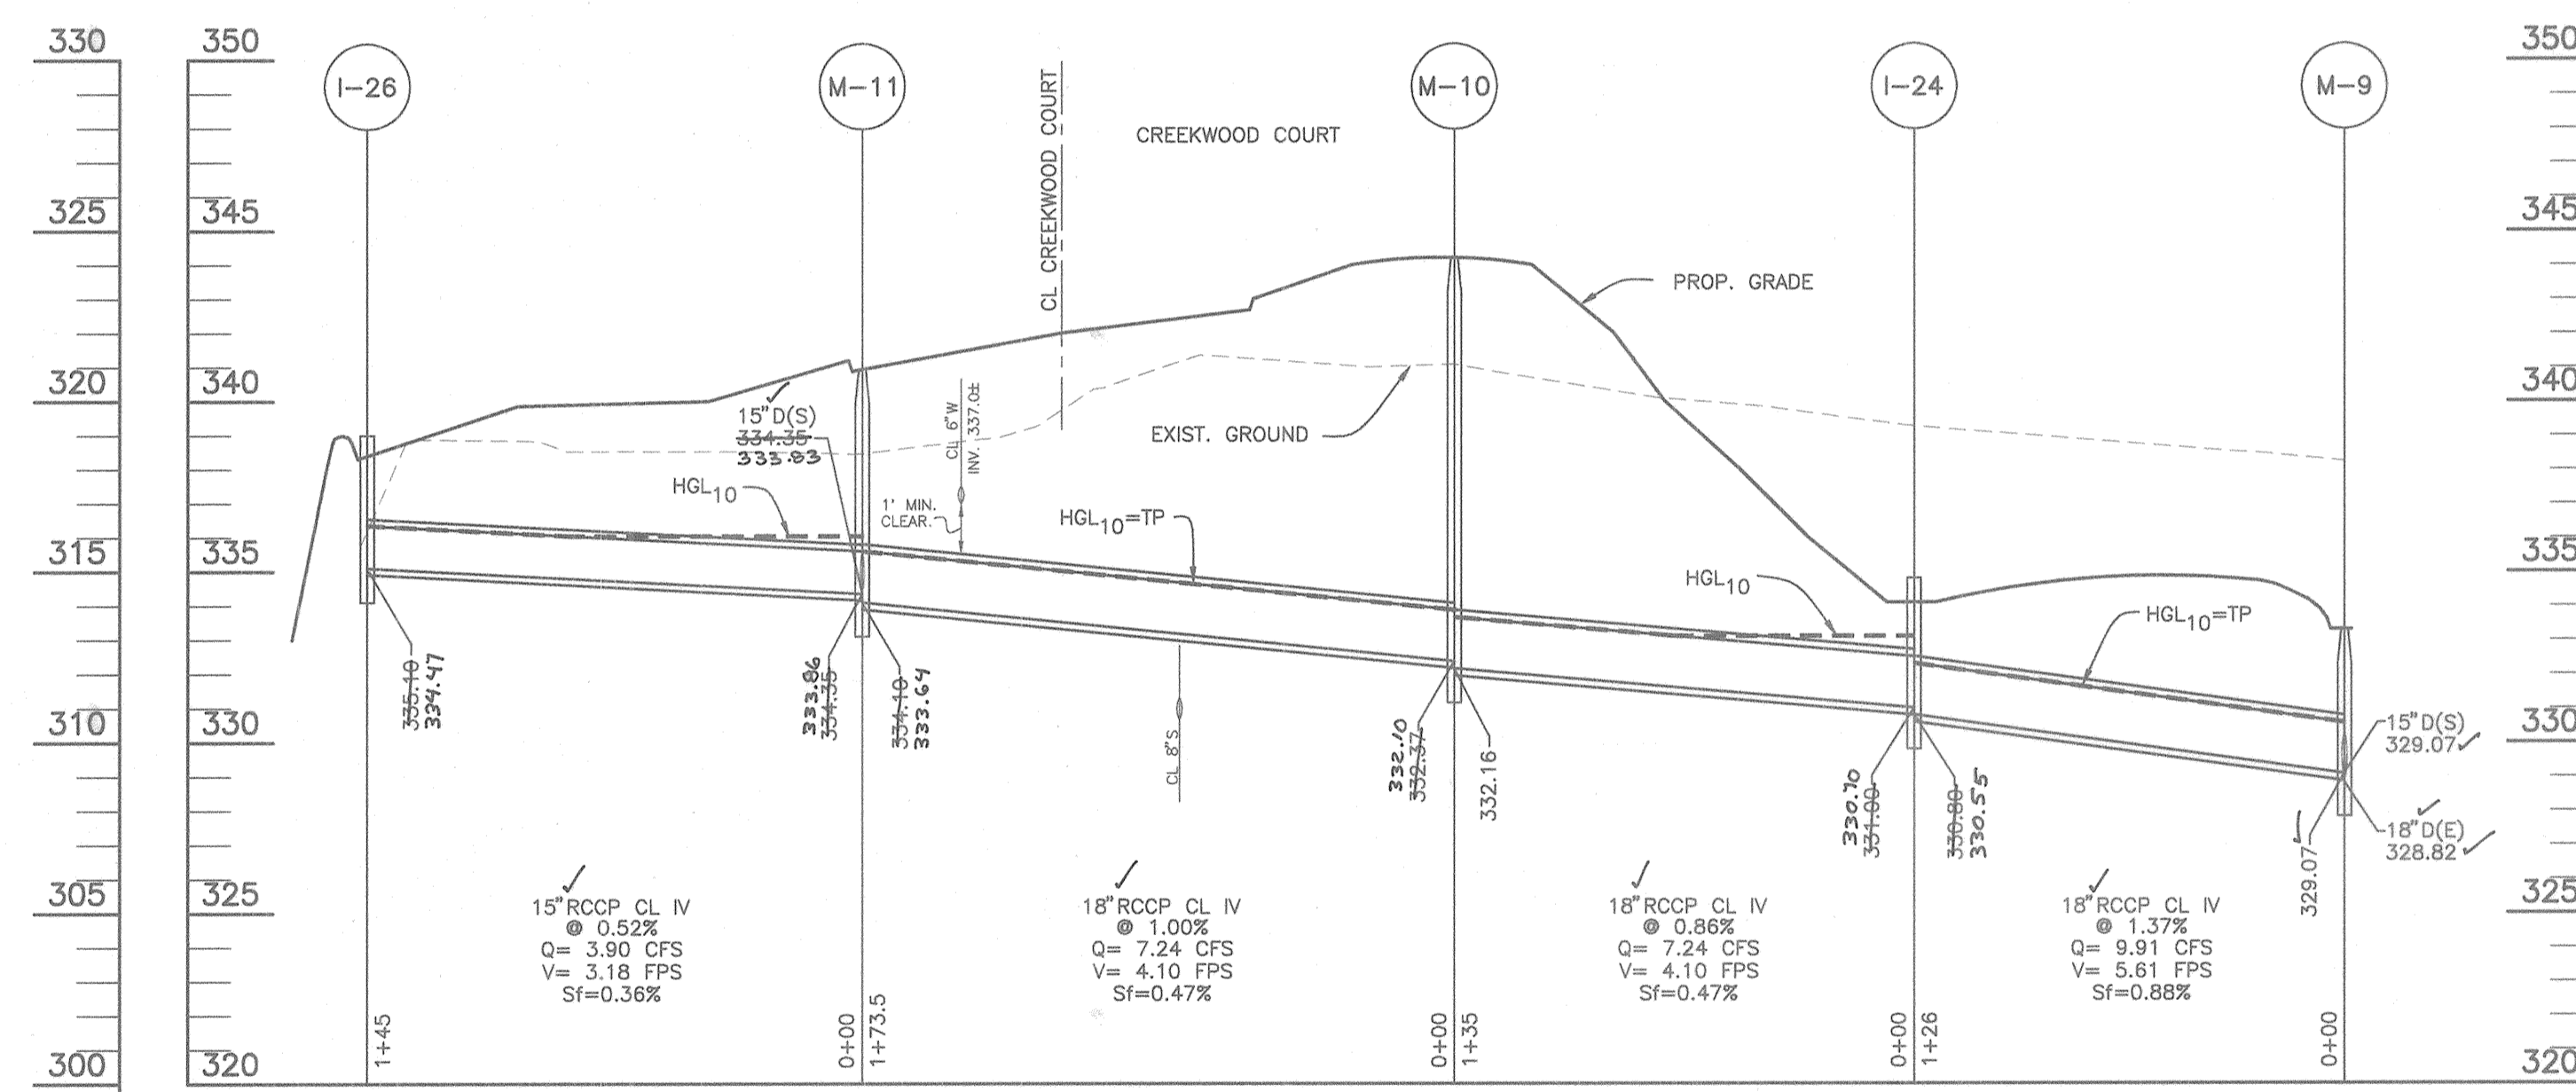 330
325
320
315
310
305
300
350
345
340
335
330
325
320
I-26
M-11
M-10
I-24
M-9
CL CREEKWOOD COURT
CREEKWOOD COURT
PROP. GRADE
EXIST. GROUND
15"D(S)
334.35
333.83
HGL10
CL 6"W
INV. 337.0±
1' MIN.
CLEAR.
HGL10=TP
HGL10
HGL10=TP
335.10
334.47
333.86
334.35
334.10
333.64
CL 8"S
332.10
332.37
332.16
330.90
331.00
330.80
330.55
329.07
15"D(S)
329.07
18"D(E)
328.82
15"RCCP CL IV
@ 0.52%
Q= 3.90 CFS
V= 3.18 FPS
Sf=0.36%
18"RCCP CL IV
@ 1.00%
Q= 7.24 CFS
V= 4.10 FPS
Sf=0.47%
18"RCCP CL IV
@ 0.86%
Q= 7.24 CFS
V= 4.10 FPS
Sf=0.47%
18"RCCP CL IV
@ 1.37%
Q= 9.91 CFS
V= 5.61 FPS
Sf=0.88%
1+45
0+00
1+73.5
0+00
1+35
0+00
1+26
0+00
350
345
340
335
330
325
320